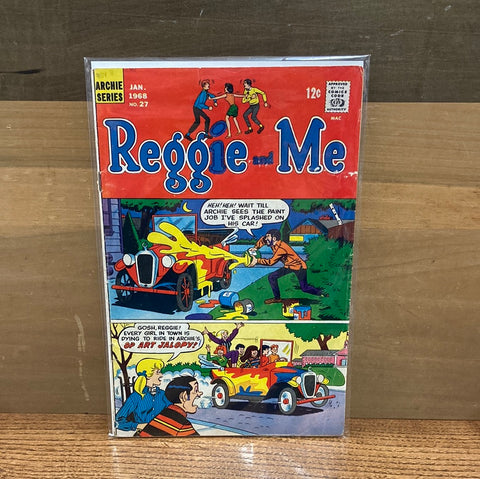 ARCHIE
SERIES
JAN.
1968
NO. 27
12¢
APPROVED
BY THE
COMICS
CODE
AUTHORITY
MAC
Reggie and Me
HEH! HEH! WAIT TILL
ARCHIE SEES THE PAINT
JOB I'VE SPLASHED ON
HIS CAR!
GOSH, REGGIE!
EVERY GIRL IN TOWN IS
DYING TO RIDE IN ARCHIE'S
OP ART JALOPY!